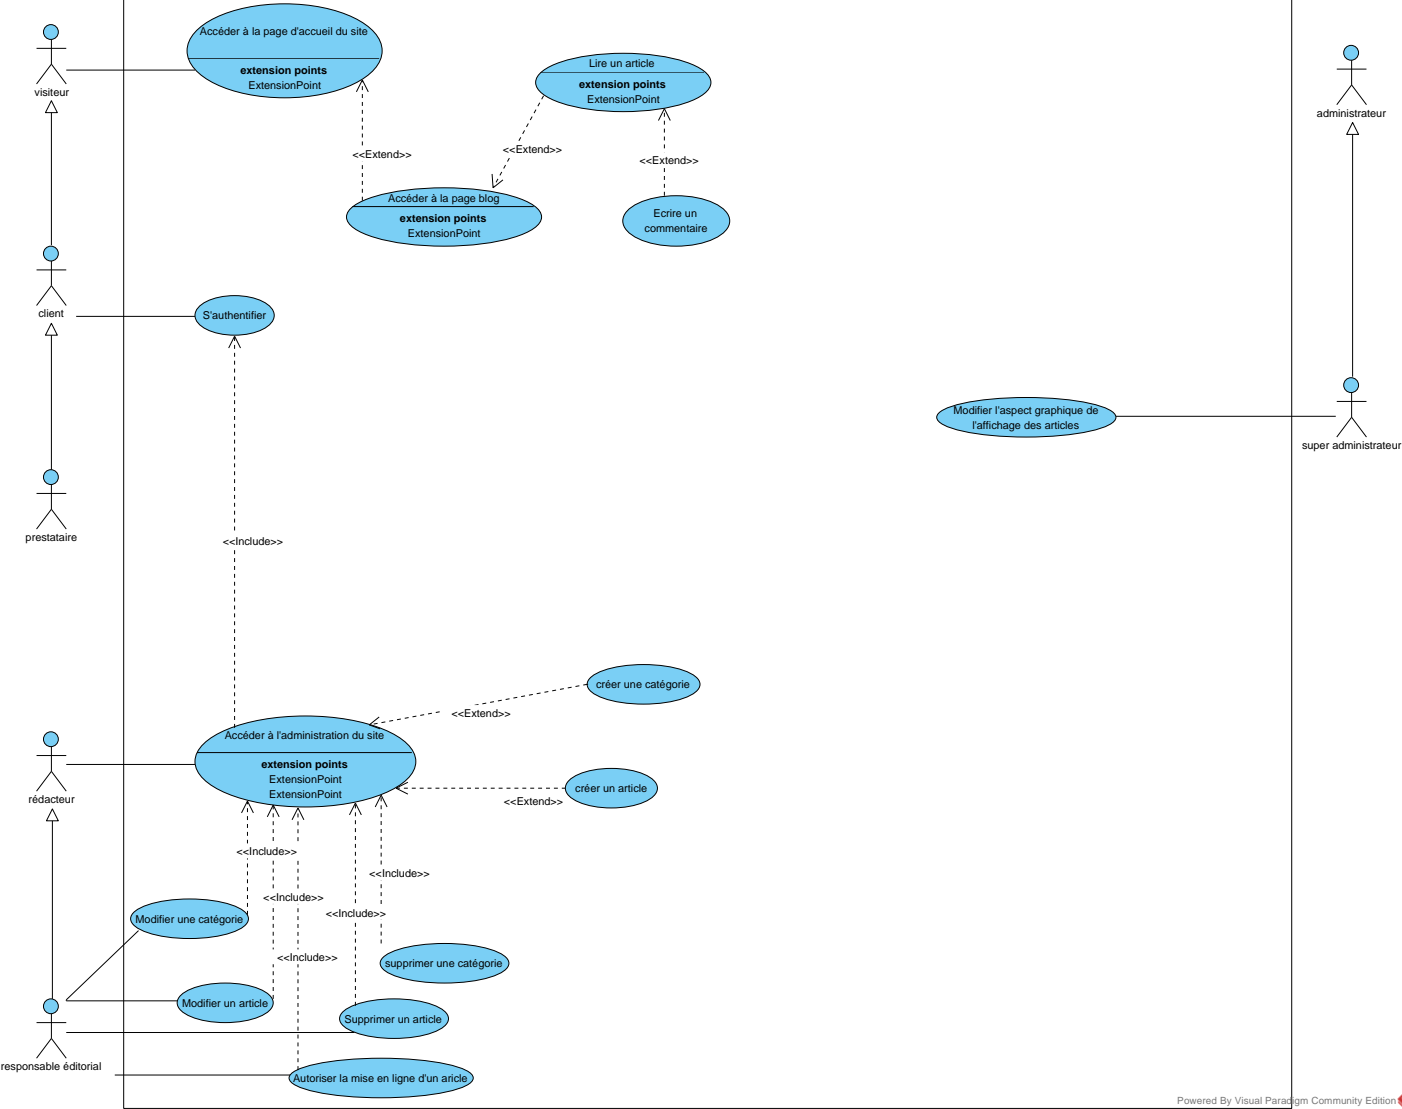 Accéder à la page d'accueil du site
extension points
ExtensionPoint
visiteur
Lire un article
extension points
ExtensionPoint
administrateur
<<Extend>>
<<Extend>>
<<Extend>>
Accéder à la page blog
extension points
ExtensionPoint
Ecrire un
commentaire
client
S'authentifier
Modifier l'aspect graphique de
l'affichage des articles
super administrateur
prestataire
<<Include>>
créer une catégorie
<<Extend>>
Accéder à l'administration du site
extension points
ExtensionPoint
ExtensionPoint
rédacteur
créer un article
<<Extend>>
<<Include>>
<<Include>>
<<Include>>
<<Include>>
<<Include>>
Modifier une catégorie
supprimer une catégorie
Modifier un article
Supprimer un article
responsable éditorial
Autoriser la mise en ligne d'un aricle
Powered By Visual Paradigm Community Edition